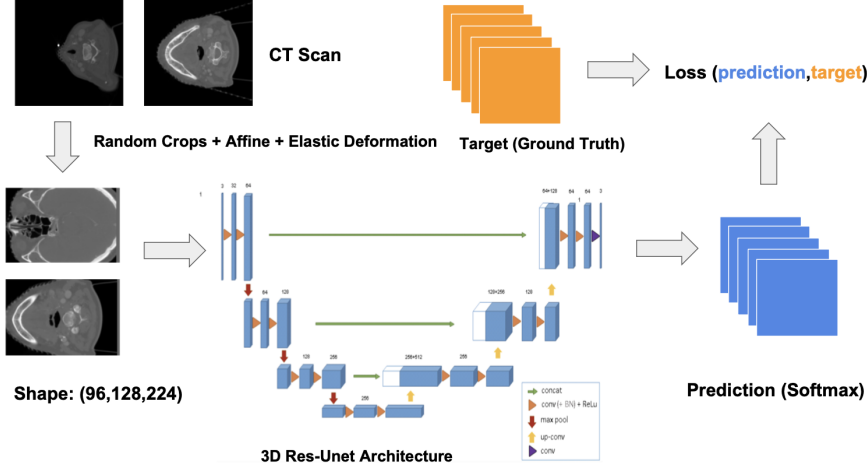 CT Scan
Loss (prediction,target)
Random Crops + Affine + Elastic Deformation
Target (Ground Truth)
1
3 32 64
64+128 64 64 3
1
64 128
128+256 128
128 256
256+512 256
256
concat
conv (+ BN) + ReLu
max pool
up-conv
conv
Shape: (96,128,224)
Prediction (Softmax)
3D Res-Unet Architecture